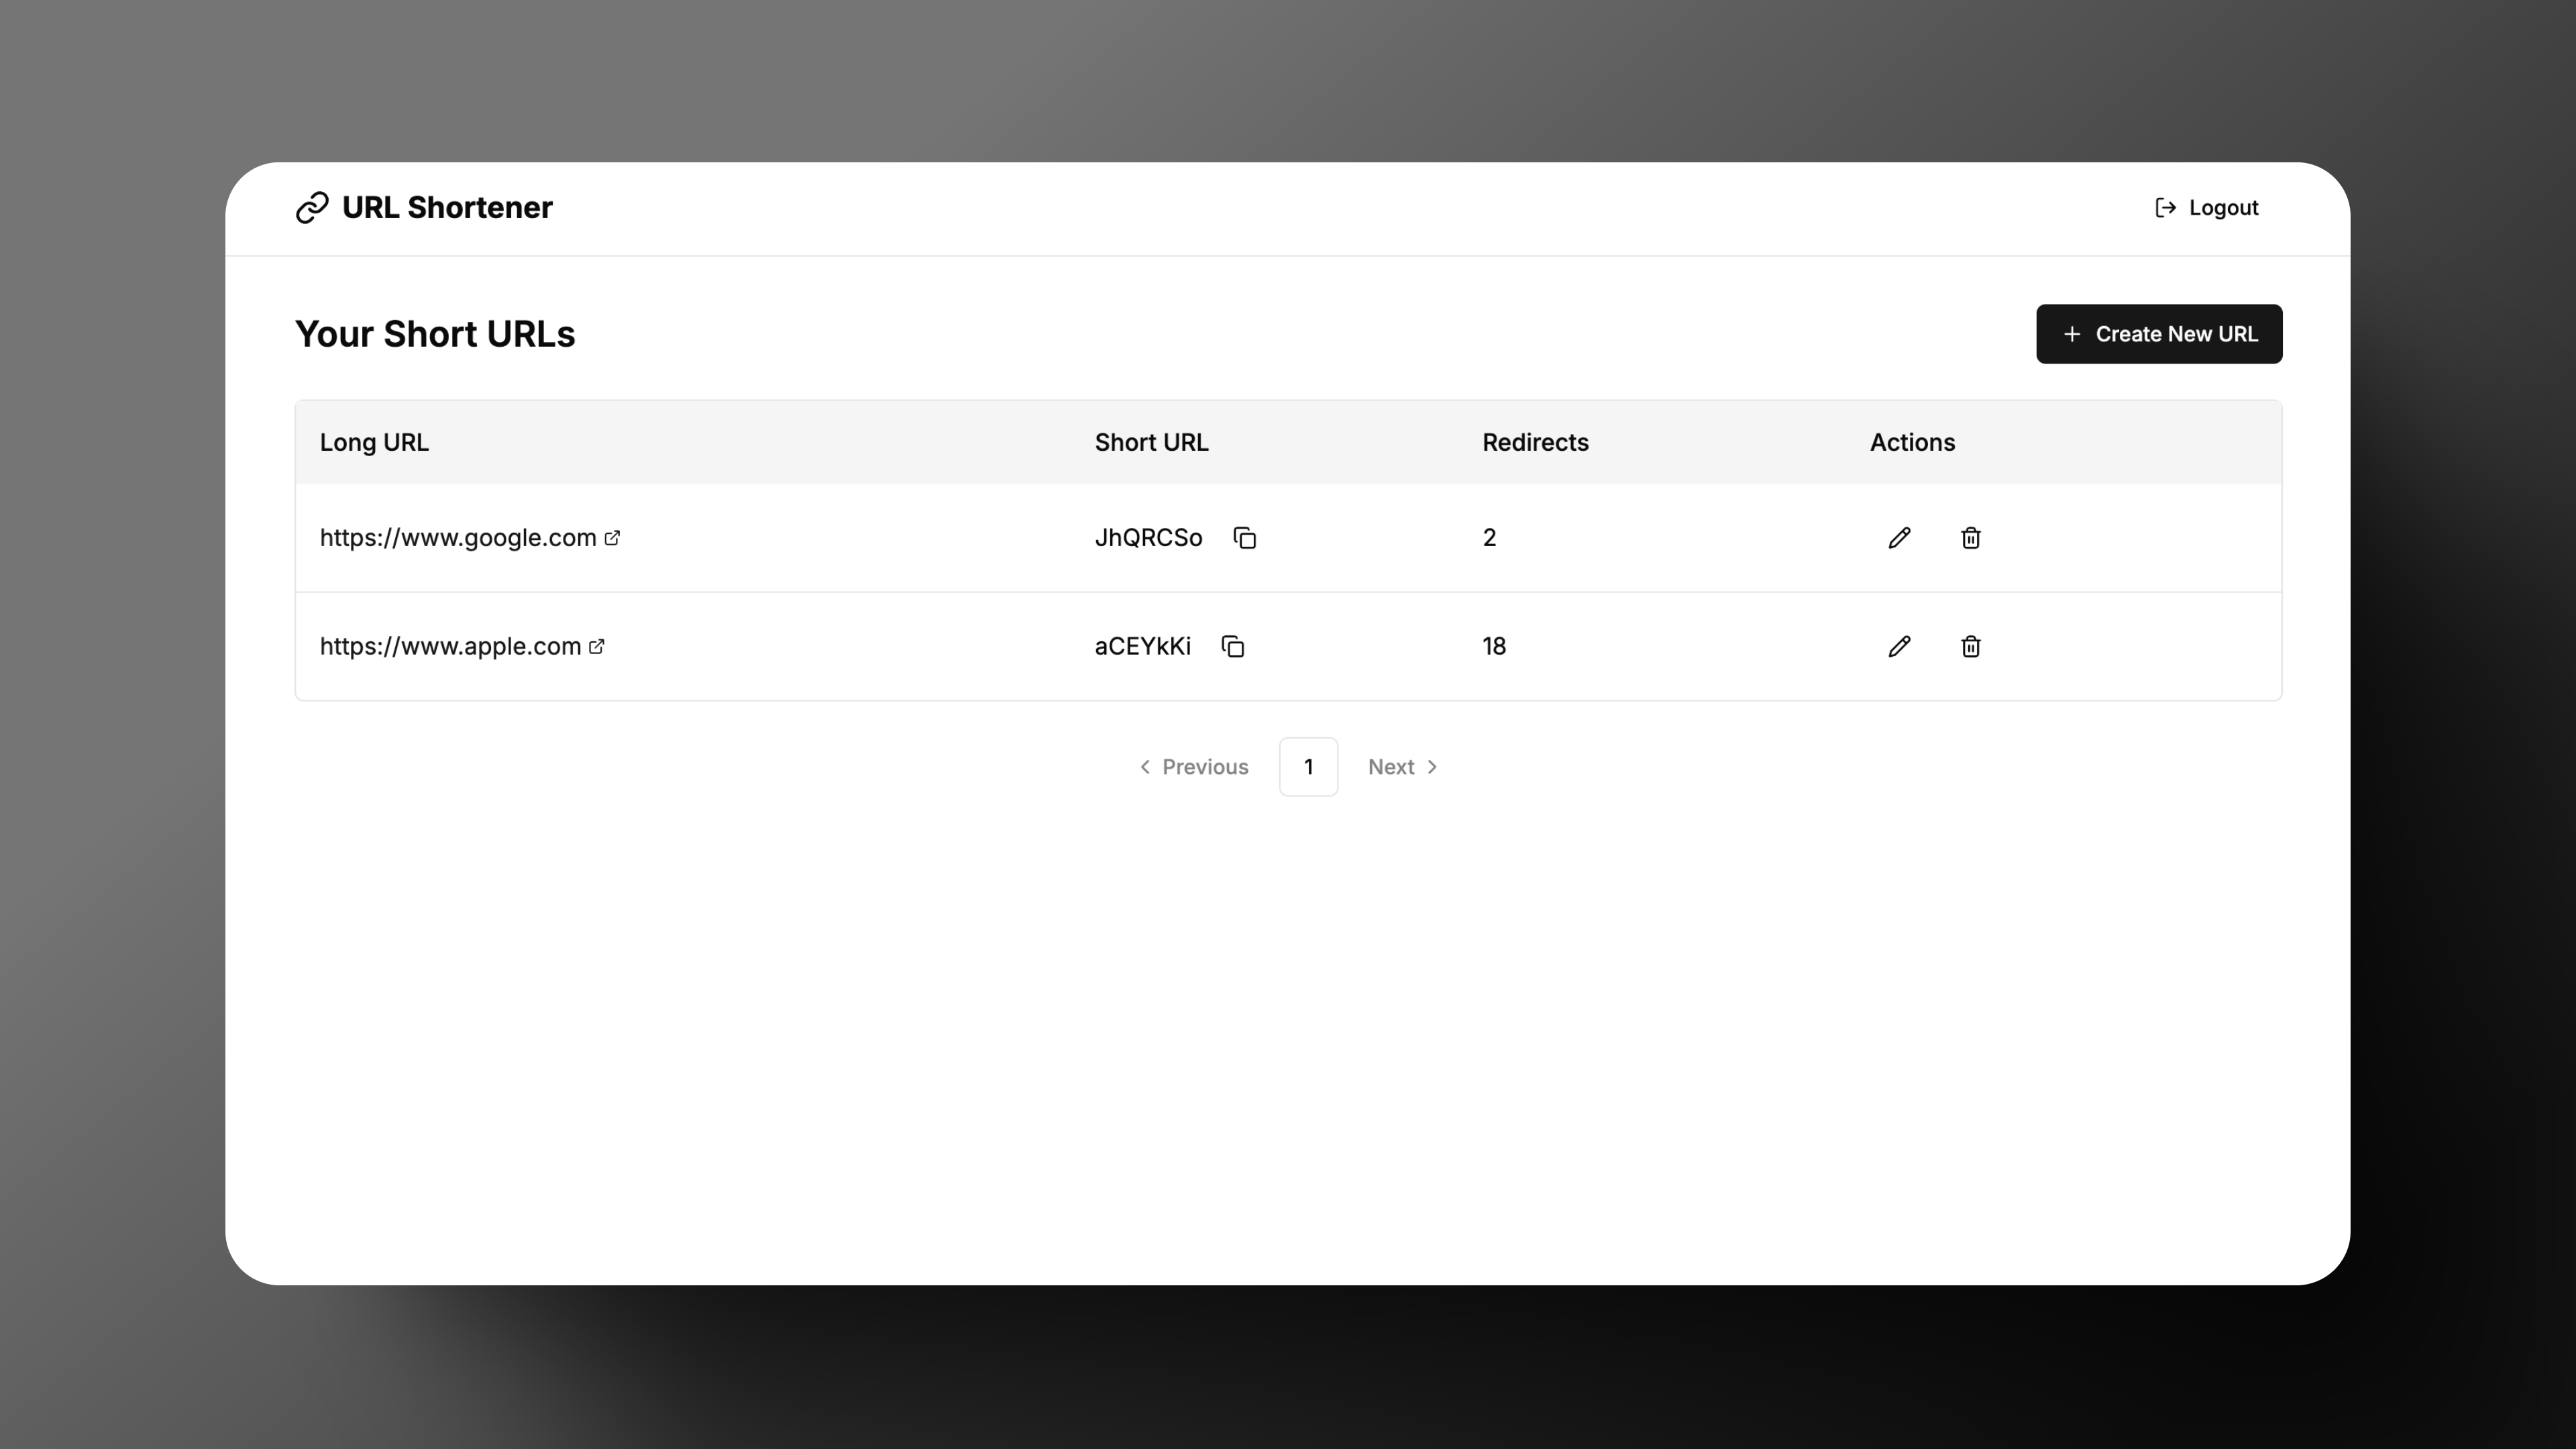 URL Shortener
Logout
Your Short URLs
Create New URL
Long URL Short URL Redirects Actions
https://www.google.com JhQRCSo 2
https://www.apple.com aCEYkKi 18
Previous 1 Next